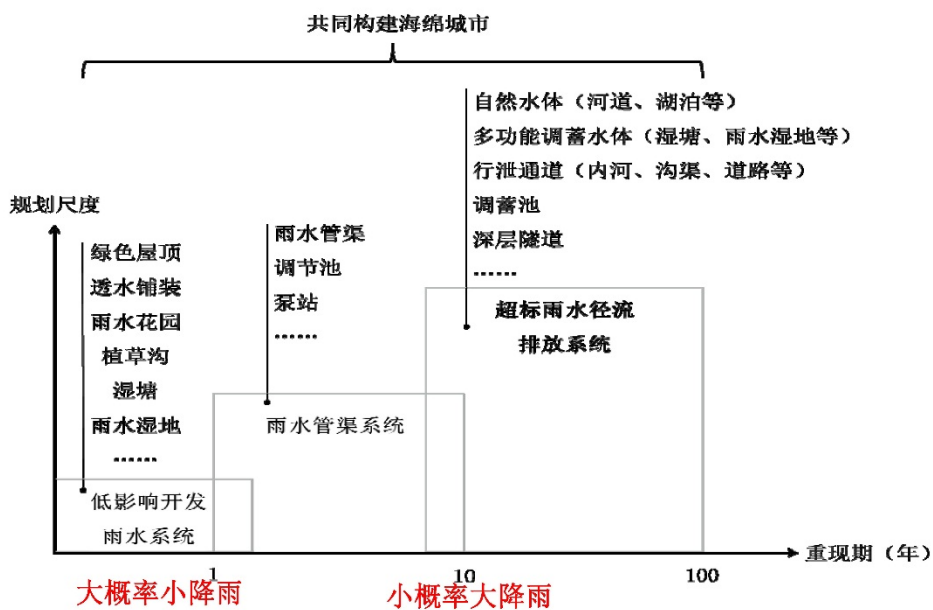 共同构建海绵城市
自然水体（河道、湖泊等）
多功能调蓄水体（湿塘、雨水湿地等）
行泄通道（内河、沟渠、道路等）
调蓄池
深层隧道
……
超标雨水径流
排放系统
规划尺度
雨水管渠
调节池
泵站
……
雨水管渠系统
绿色屋顶
透水铺装
雨水花园
植草沟
湿塘
雨水湿地
……
低影响开发
雨水系统
1
10
100
重现期（年）
大概率小降雨
小概率大降雨